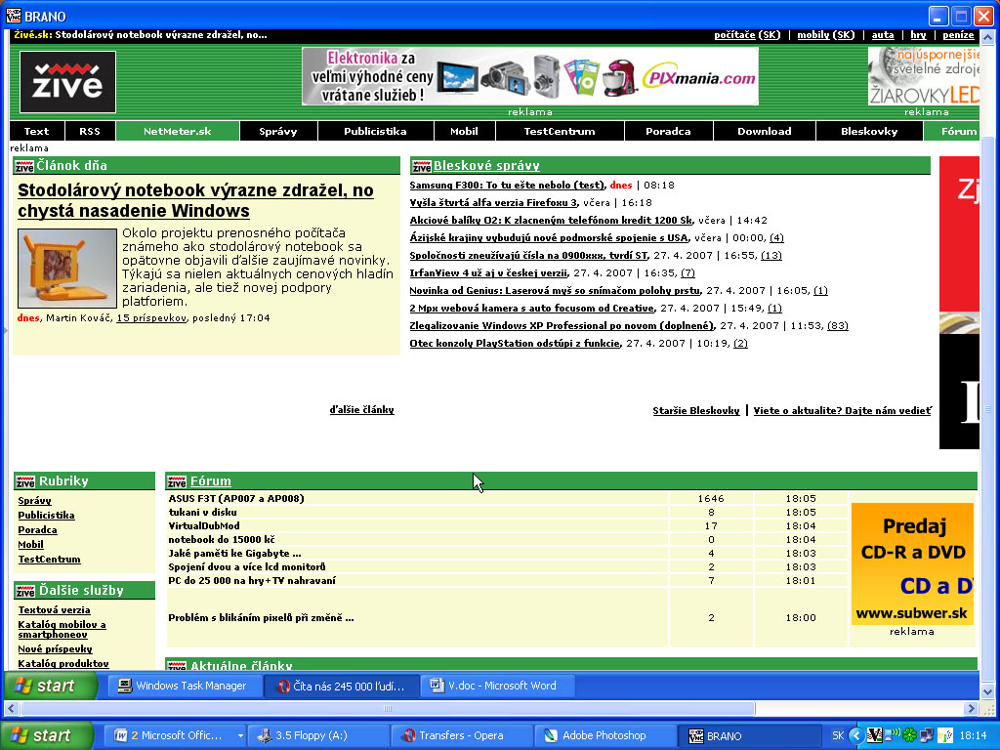 BRANO
Živé.sk: Stodolárový notebook výrazne zdražel, no...
počítače (SK) | mobily (SK) | auta | hry | peníze
živě
Elektronika za
veľmi výhodné ceny
vrátane služieb !
PIXmania.com
reklama
najúspornejšie
svetelné zdroje
ŽIAROVKY LED
reklama
Text RSS NetMeter.sk Správy Publicistika Mobil TestCentrum Poradca Download Bleskovky Fórum
reklama
živě Článok dňa
Stodolárový notebook výrazne zdražel, no
chystá nasadenie Windows
Okolo projektu prenosného počítača
známeho ako stodolárový notebook sa
opätovne objavili ďalšie zaujímavé novinky.
Týkajú sa nielen aktuálnych cenových hladín
zariadenia, ale tiež novej podpory
platforiem.
dnes, Martin Kováč, 15 príspevkov, posledný 17:04
ďalšie články
živě Bleskové správy
Samsung F300: To tu ešte nebolo (test), dnes | 08:18
Vyšla štvrtá alfa verzia Firefoxu 3, včera | 16:18
Akciové balíky O2: K zlacneným telefónom kredit 1200 Sk, včera | 14:42
Ázijské krajiny vybudujú nové podmorské spojenie s USA, včera | 00:00, (4)
Spoločnosti zneužívajú čísla na 0900xxx, tvrdí ST, 27. 4. 2007 | 16:55, (13)
IrfanView 4 už aj v českej verzii, 27. 4. 2007 | 16:35, (7)
Novinka od Genius: Laserová myš so snímačom polohy prstu, 27. 4. 2007 | 16:05, (1)
2 Mpx webová kamera s auto focusom od Creative, 27. 4. 2007 | 15:49, (1)
Zlegalizovanie Windows XP Professional po novom (doplnené), 27. 4. 2007 | 11:53, (83)
Otec konzoly PlayStation odstúpi z funkcie, 27. 4. 2007 | 10:19, (2)
Staršie Bleskovky | Viete o aktualite? Dajte nám vedieť
Zj
živě Rubriky
Správy
Publicistika
Poradca
Mobil
TestCentrum
živě Ďalšie služby
Textová verzia
Katalóg mobilov a
smartphoneov
Nové príspevky
Katalóg produktov
živě Fórum
ASUS F3T (AP007 a AP008) 1646 18:05
tukani v disku 8 18:05
VirtualDubMod 17 18:04
notebook do 15000 kč 0 18:04
Jaké paměti ke Gigabyte ... 4 18:03
Spojení dvou a více lcd monitorů 2 18:03
PC do 25 000 na hry+TV nahravaní 7 18:01
Problém s blikáním pixelů při změně ... 2 18:00
Predaj
CD-R a DVD
CD a D
www.subwer.sk
reklama
živě Aktuálne články
start Windows Task Manager Číta nás 245 000 ľudí... V.doc - Microsoft Word
start 2 Microsoft Offic... 3.5 Floppy (A:) Transfers - Opera Adobe Photoshop BRANO SK 18:14